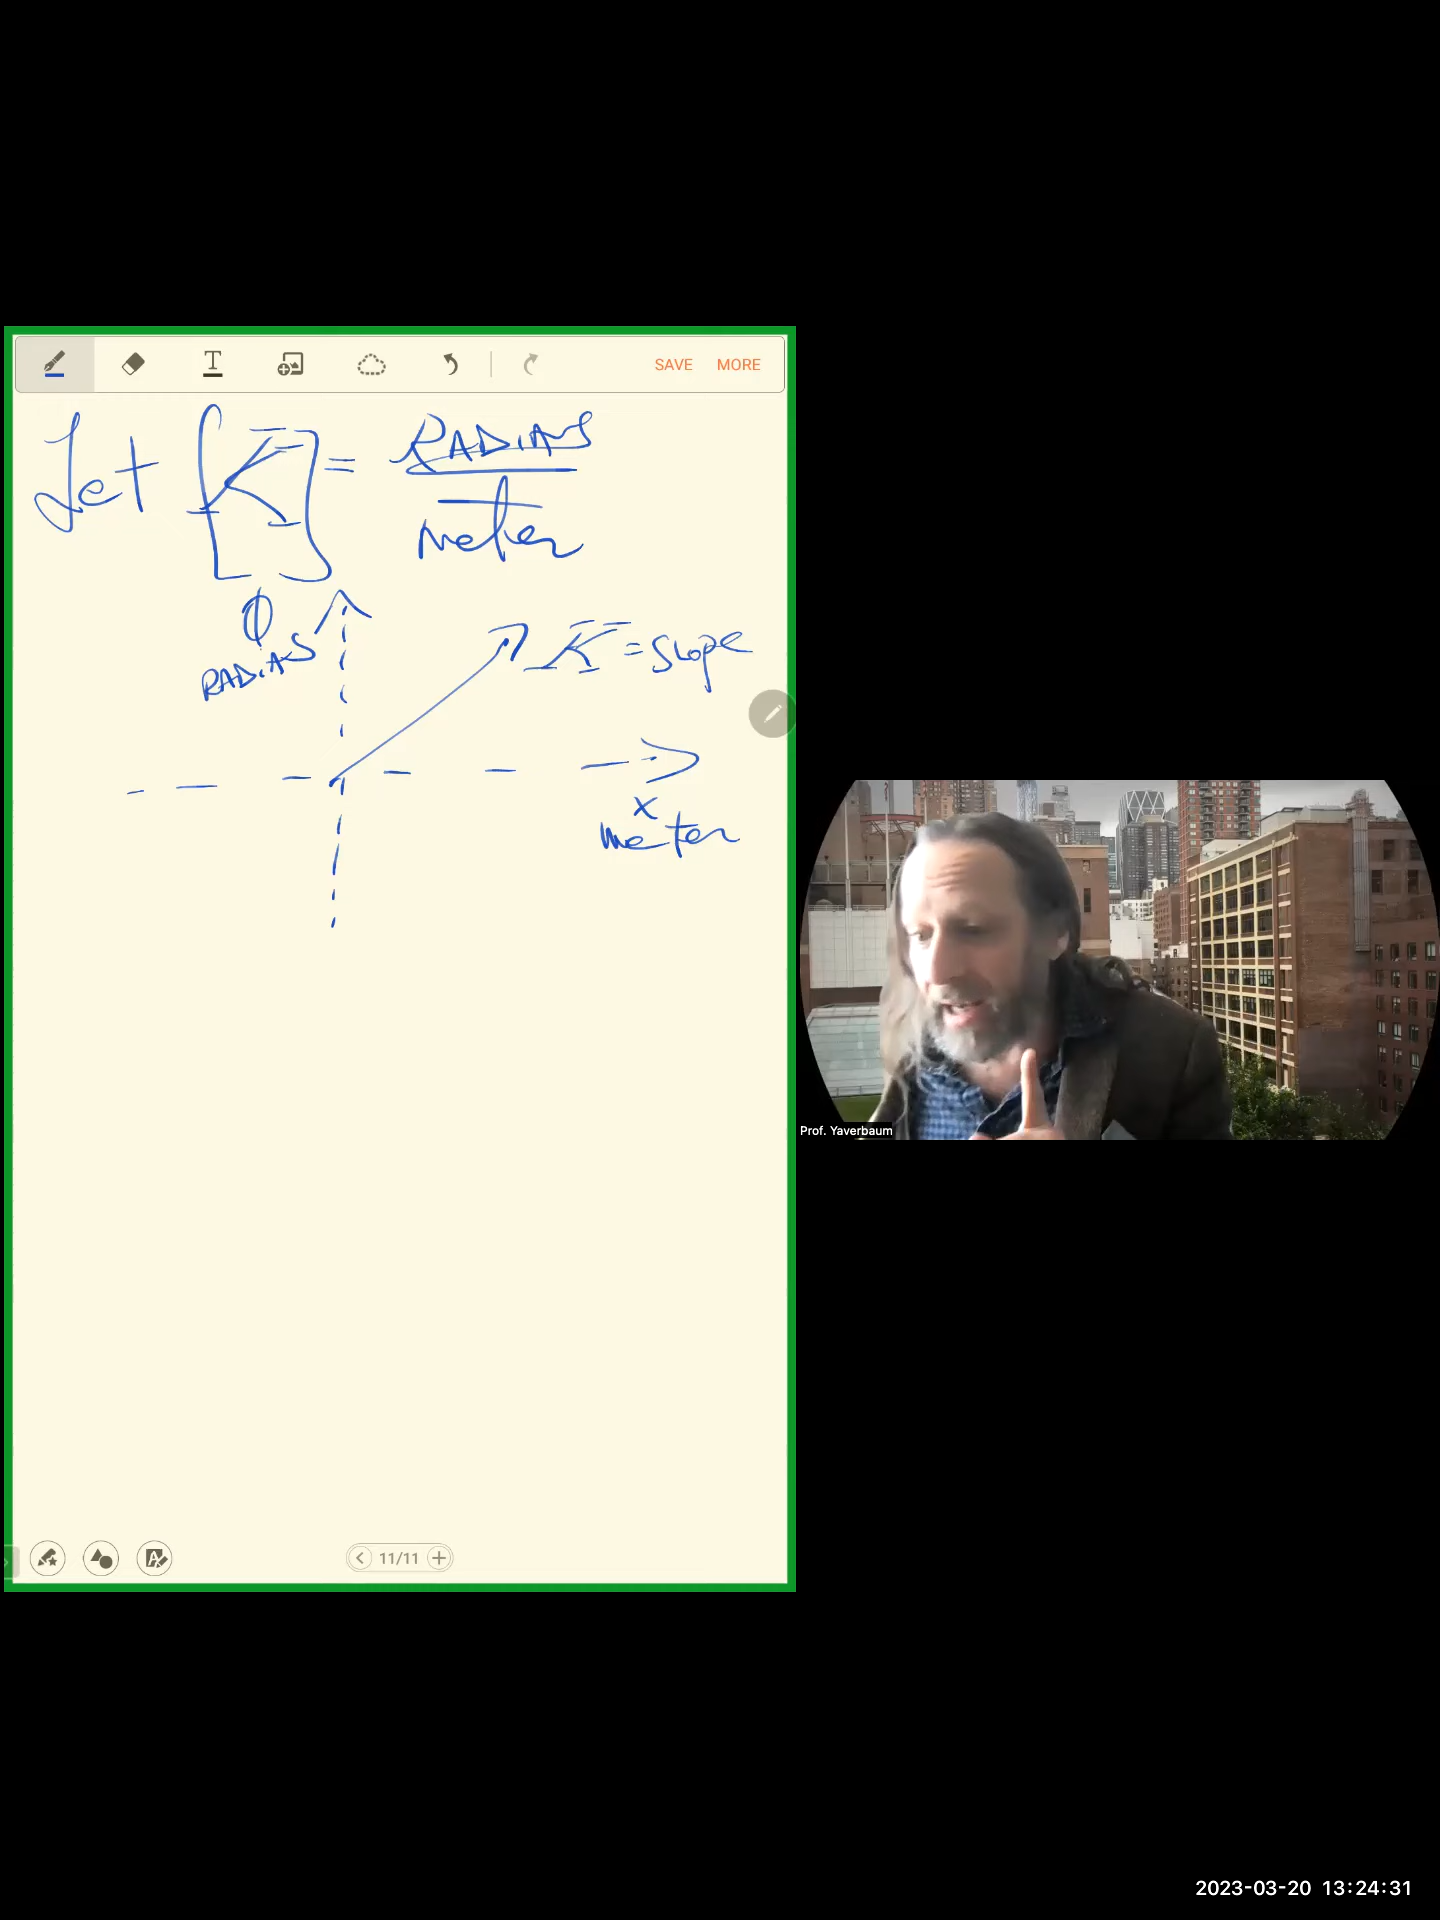 T
SAVE
MORE
Let [K] = RADIANS
meter
ϕ
RADIANS
K = Slope
x
meter
Prof. Yaverbaum
A
11/11
2023-03-20 13:24:31